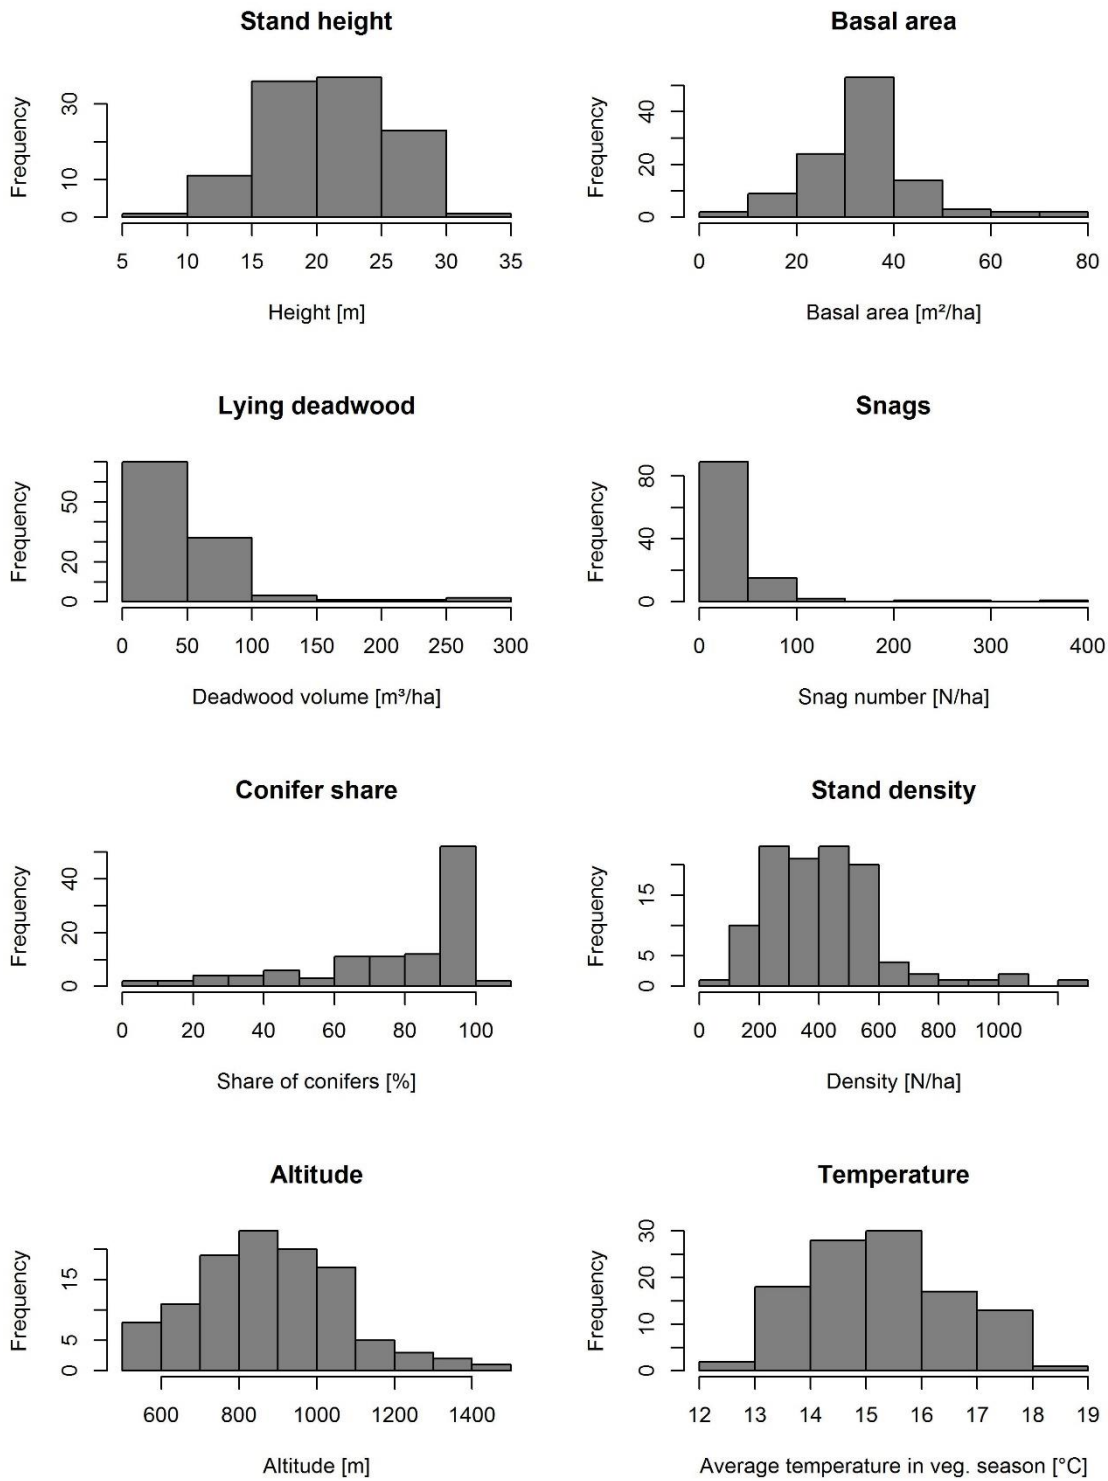 Stand height
Frequency
0 10 30
5 10 15 20 25 30 35
Height [m]
Basal area
Frequency
0 20 40
0 20 40 60 80
Basal area [m²/ha]
Lying deadwood
Frequency
0 20 50
0 50 100 150 200 250 300
Deadwood volume [m³/ha]
Snags
Frequency
0 40 80
0 100 200 300 400
Snag number [N/ha]
Conifer share
Frequency
0 20 40
0 20 40 60 80 100
Share of conifers [%]
Stand density
Frequency
0 5 15
0 200 400 600 800 1000
Density [N/ha]
Altitude
Frequency
0 5 15
600 800 1000 1200 1400
Altitude [m]
Temperature
Frequency
0 10 20 30
12 13 14 15 16 17 18 19
Average temperature in veg. season [°C]